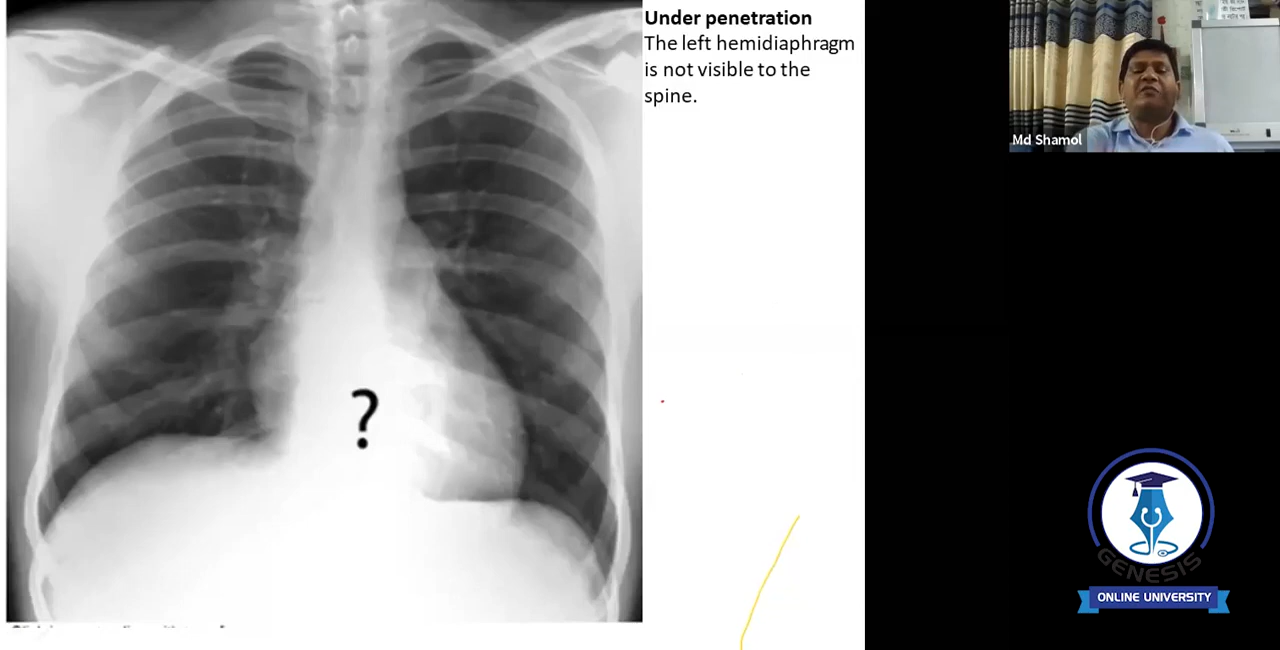 Under penetration
The left hemidiaphragm
is not visible to the
spine.
?
Md Shamol
GENESIS
ONLINE UNIVERSITY